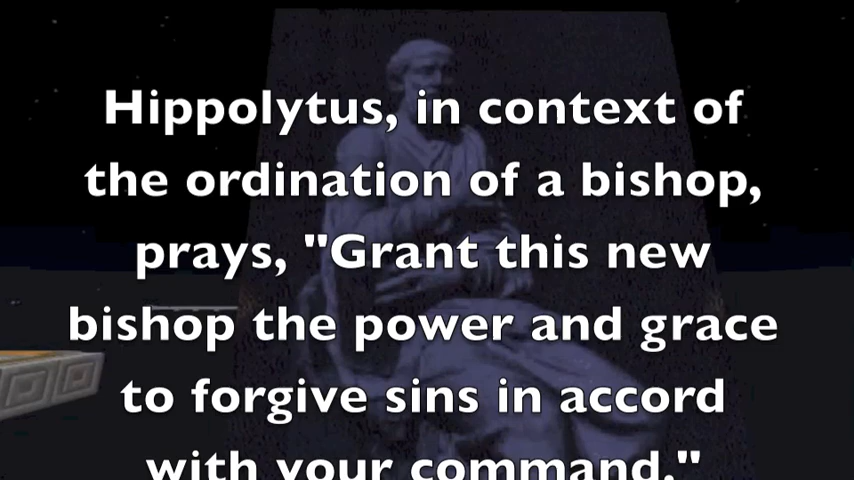 Hippolytus, in context of
the ordination of a bishop,
prays, "Grant this new
bishop the power and grace
to forgive sins in accord
with your command."